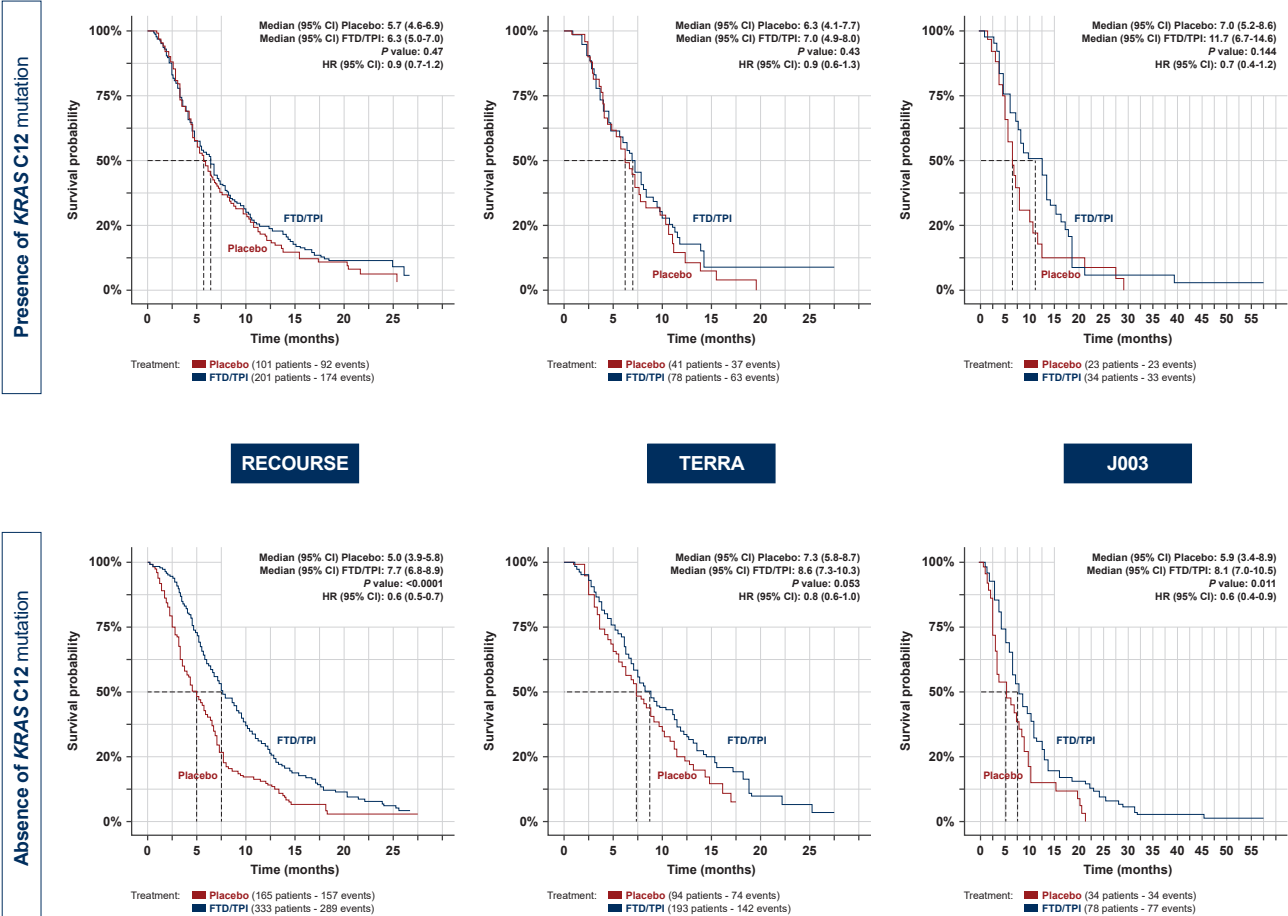 Presence of KRAS C12 mutation
Median (95% CI) Placebo: 5.7 (4.6-6.9)
Median (95% CI) FTD/TPI: 6.3 (5.0-7.0)
P value: 0.47
HR (95% CI): 0.9 (0.7-1.2)
Survival probability
100%
75%
50%
20%
0%
FTD/TPI
Placebo
0 5 10 15 20 25
Time (months)
Treatment: Placebo (101 patients - 92 events)
FTD/TPI (201 patients - 174 events)
Median (95% CI) Placebo: 6.3 (4.1-7.7)
Median (95% CI) FTD/TPI: 7.0 (4.9-8.0)
P value: 0.43
HR (95% CI): 0.9 (0.6-1.3)
Survival probability
100%
75%
50%
20%
0%
FTD/TPI
Placebo
0 5 10 15 20 25
Time (months)
Treatment: Placebo (41 patients - 37 events)
FTD/TPI (78 patients - 63 events)
Median (95% CI) Placebo: 7.0 (5.2-8.6)
Median (95% CI) FTD/TPI: 11.7 (6.7-14.6)
P value: 0.144
HR (95% CI): 0.7 (0.4-1.2)
Survival probability
100%
75%
50%
20%
0%
FTD/TPI
Placebo
0 5 10 15 20 25 30 35 40 45 50 55
Time (months)
Treatment: Placebo (23 patients - 23 events)
FTD/TPI (34 patients - 33 events)
RECOURSE
TERRA
J003
Absence of KRAS C12 mutation
Median (95% CI) Placebo: 5.0 (3.9-5.8)
Median (95% CI) FTD/TPI: 7.7 (6.8-8.9)
P value: <0.0001
HR (95% CI): 0.6 (0.5-0.7)
Survival probability
100%
75%
50%
20%
0%
FTD/TPI
Placebo
0 5 10 15 20 25
Time (months)
Treatment: Placebo (165 patients - 157 events)
FTD/TPI (333 patients - 289 events)
Median (95% CI) Placebo: 7.3 (5.8-8.7)
Median (95% CI) FTD/TPI: 8.6 (7.3-10.3)
P value: 0.053
HR (95% CI): 0.8 (0.6-1.0)
Survival probability
100%
75%
50%
20%
0%
FTD/TPI
Placebo
0 5 10 15 20 25
Time (months)
Treatment: Placebo (94 patients - 74 events)
FTD/TPI (193 patients - 142 events)
Median (95% CI) Placebo: 5.9 (3.4-8.9)
Median (95% CI) FTD/TPI: 8.1 (7.0-10.5)
P value: 0.011
HR (95% CI): 0.6 (0.4-0.9)
Survival probability
100%
75%
50%
20%
0%
FTD/TPI
Placebo
0 5 10 15 20 25 30 35 40 45 50 55
Time (months)
Treatment: Placebo (34 patients - 34 events)
FTD/TPI (78 patients - 77 events)